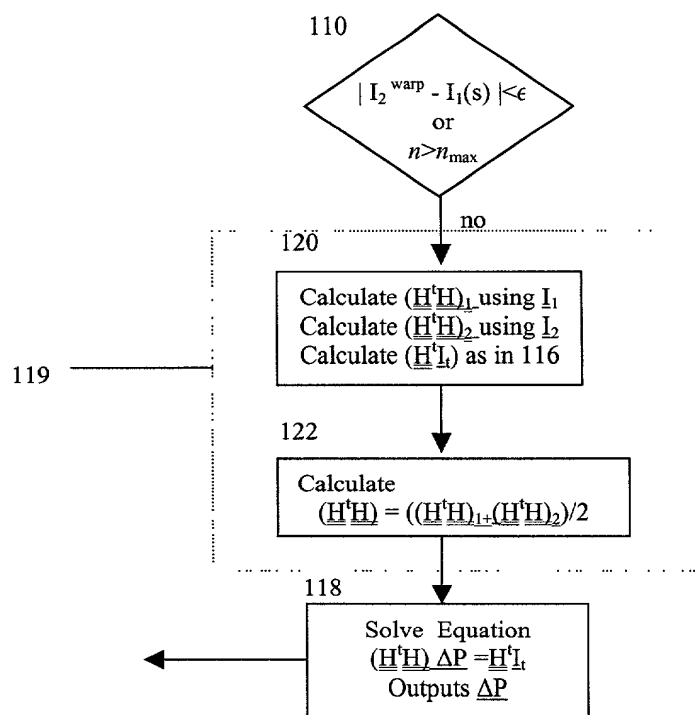 110
| I₂ ʷᵃʳᵖ - I₁(s) |<ϵ
or
n>nₘₐₓ
no
120
Calculate (HᵗH)₁ using I₁
Calculate (HᵗH)₂ using I₂
Calculate (HᵗIₜ) as in 116
119
122
Calculate
(HᵗH) = ((HᵗH)₁₊(HᵗH)₂)/2
118
Solve Equation
(HᵗH) ΔP =HᵗIₜ
Outputs ΔP